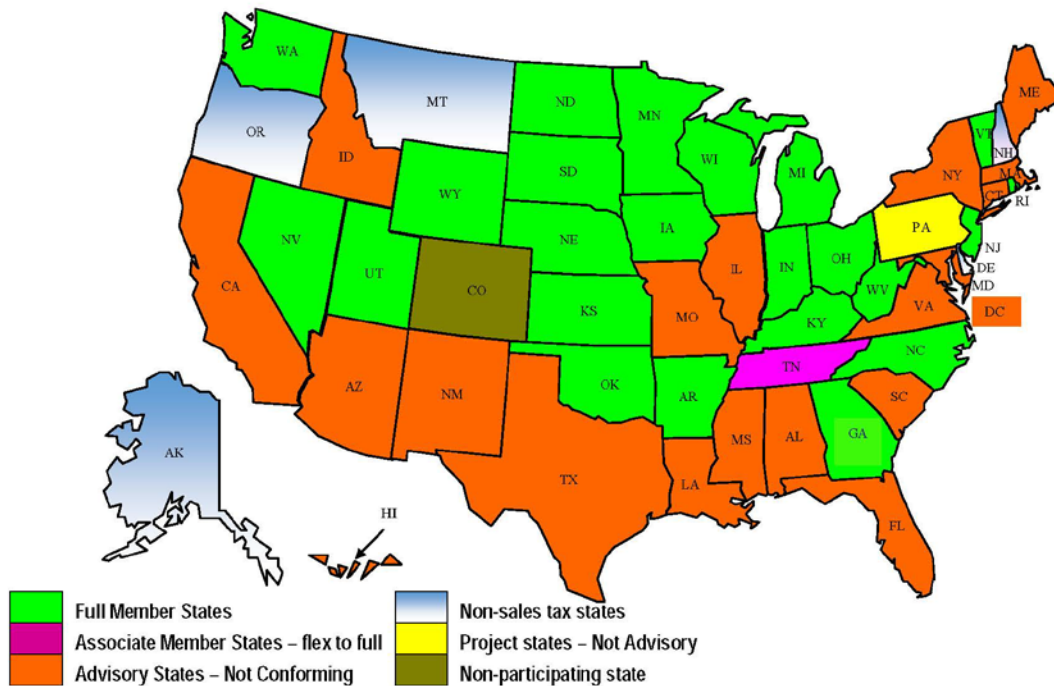 WA
MT
ND
MN
ME
OR
ID
SD
WI
MI
VT
NH
NY
MA
CT
RI
WY
NV
UT
NE
IA
PA
NJ
IL
IN
OH
DE
MD
CA
CO
WV
KS
MO
KY
VA
DC
AZ
NM
OK
AR
TN
NC
SC
MS
AL
GA
AK
TX
LA
FL
HI
Full Member States
Associate Member States – flex to full
Advisory States – Not Conforming
Non-sales tax states
Project states – Not Advisory
Non-participating state